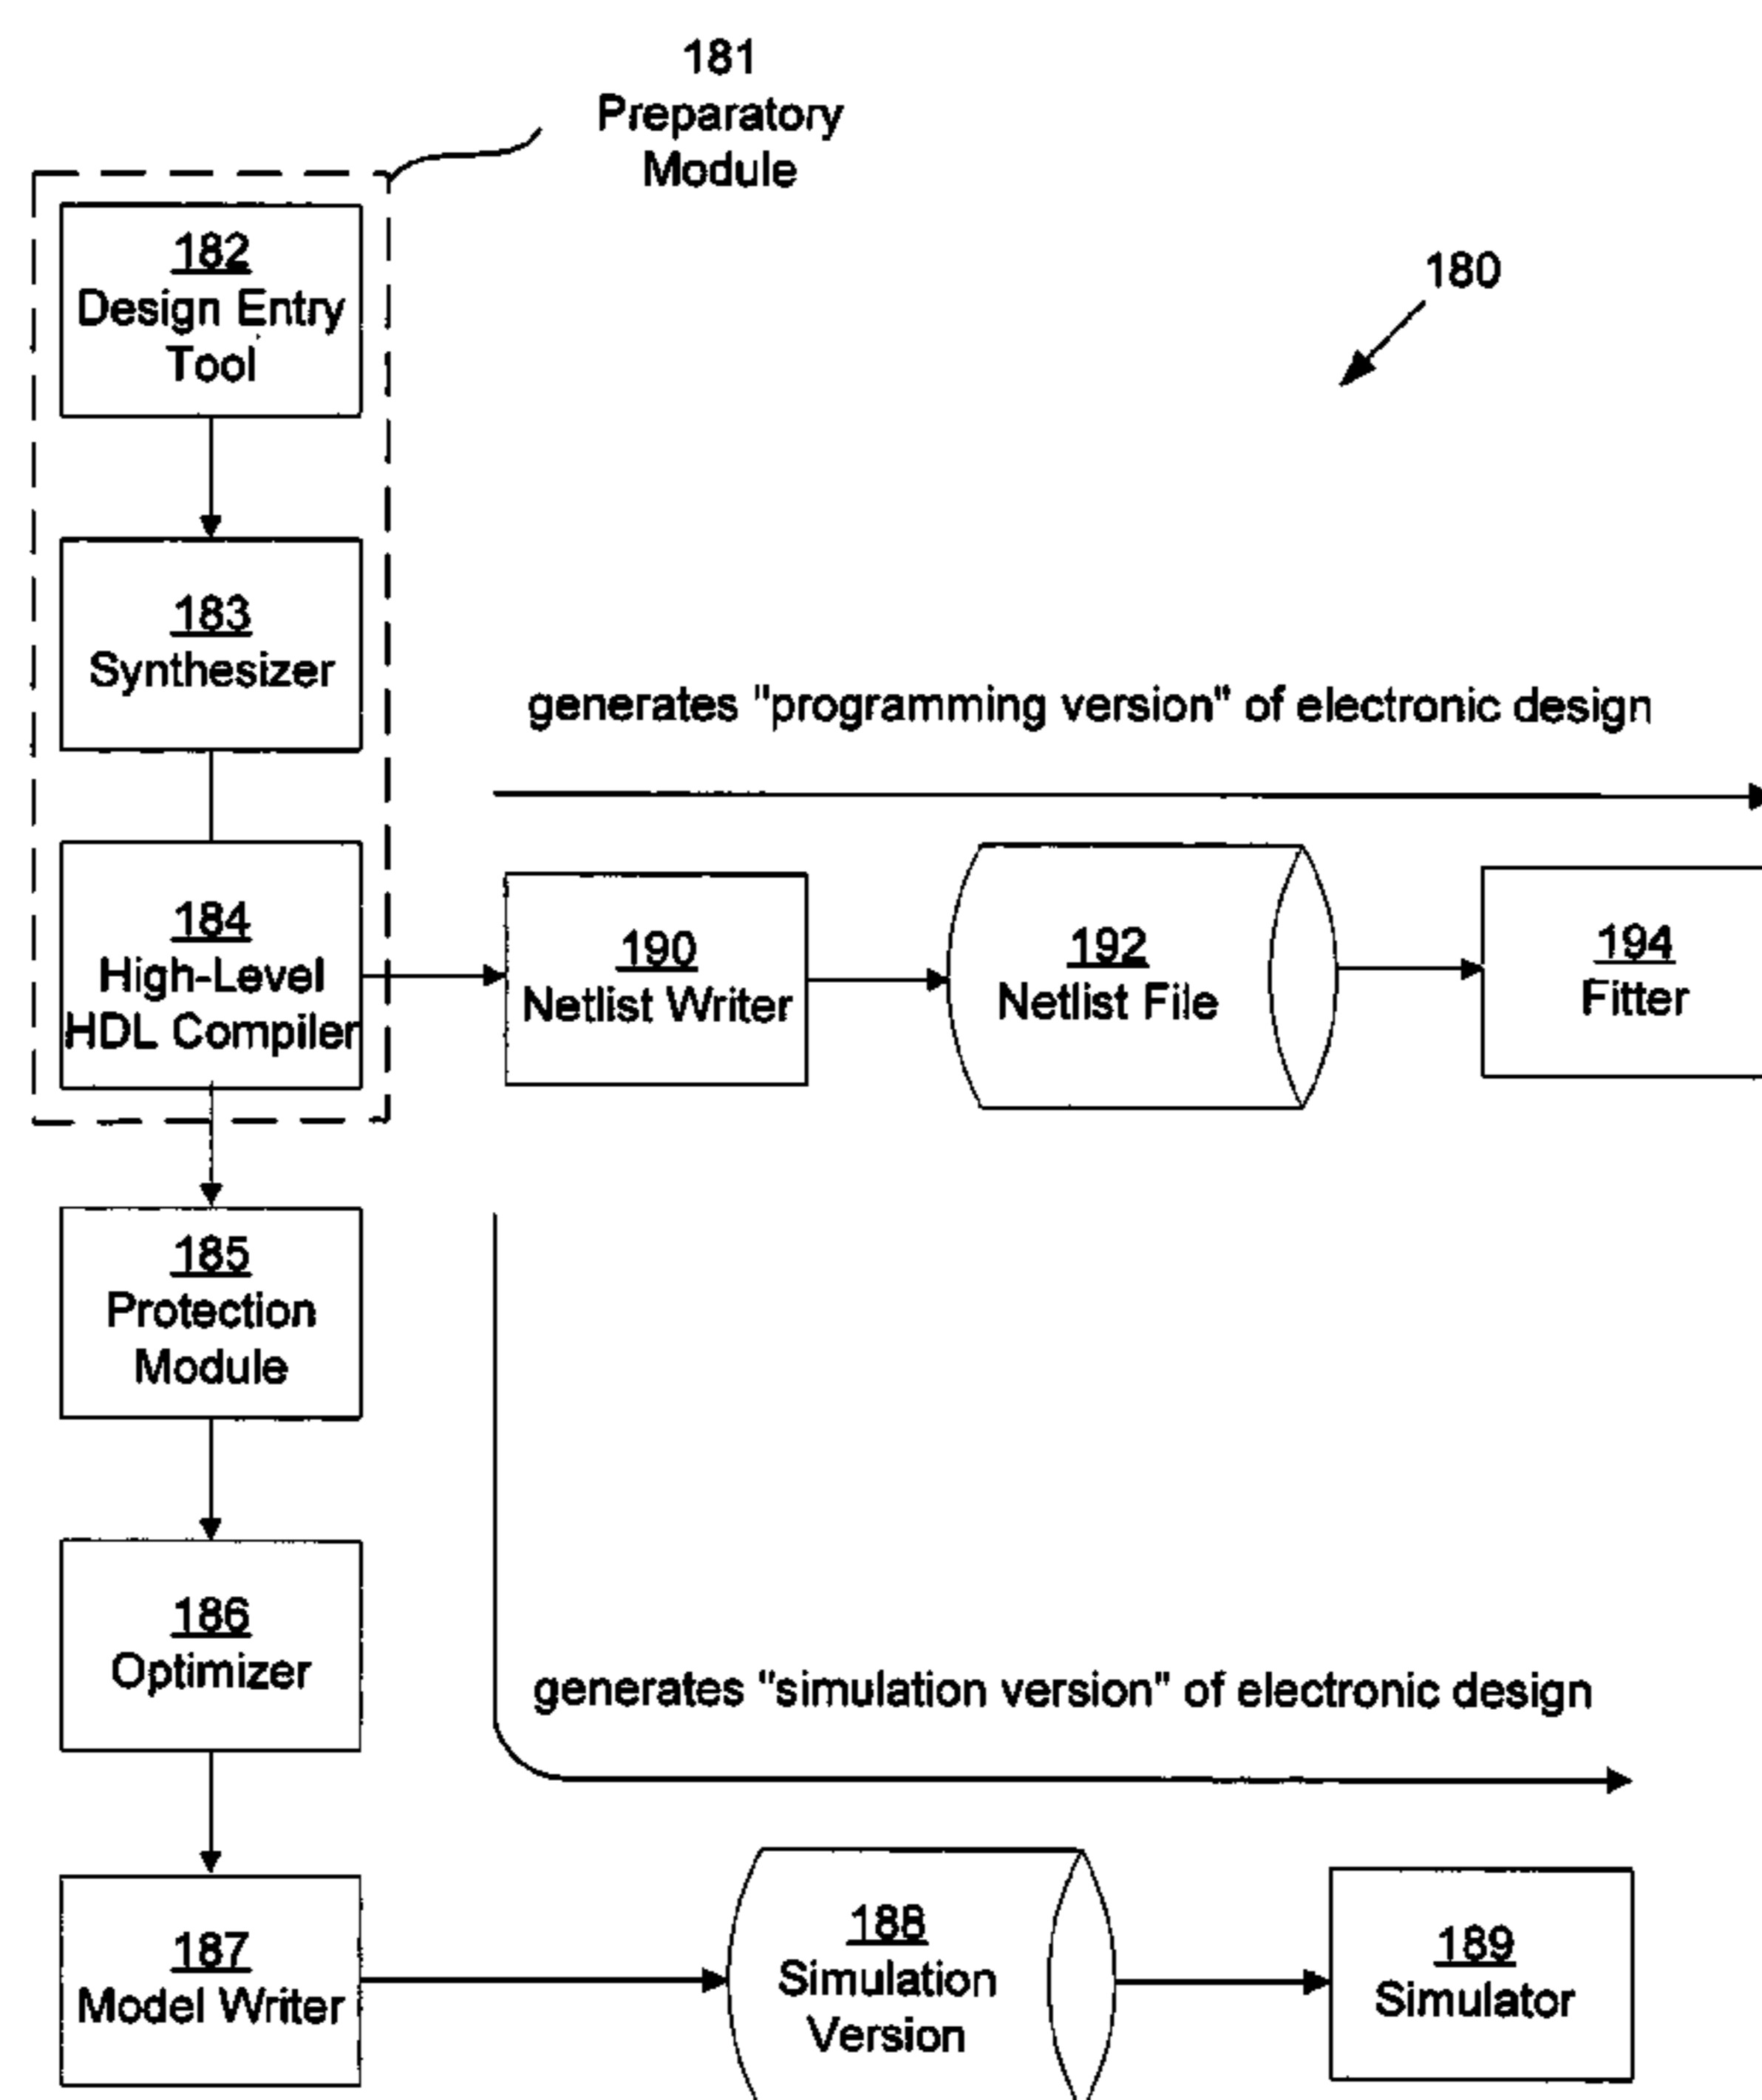 181
Preparatory
Module
182
Design Entry
Tool
180
183
Synthesizer
generates "programming version" of electronic design
184
High-Level
HDL Compiler
190
Netlist Writer
192
Netlist File
194
Fitter
185
Protection
Module
186
Optimizer
generates "simulation version" of electronic design
187
Model Writer
188
Simulation
Version
189
Simulator